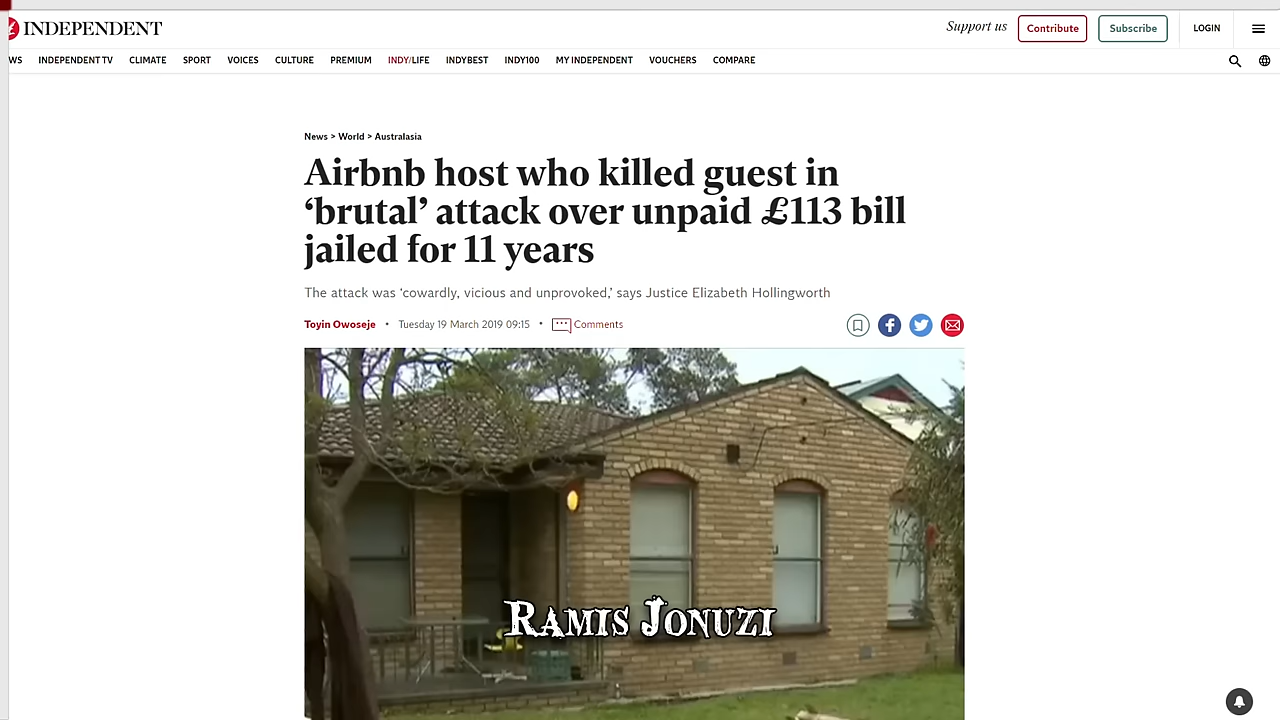 INDEPENDENT
Support us
Contribute
Subscribe
LOGIN
WS INDEPENDENT TV CLIMATE SPORT VOICES CULTURE PREMIUM INDY/LIFE INDYBEST INDY100 MY INDEPENDENT VOUCHERS COMPARE
News > World > Australasia
Airbnb host who killed guest in
‘brutal’ attack over unpaid £113 bill
jailed for 11 years
The attack was ‘cowardly, vicious and unprovoked,’ says Justice Elizabeth Hollingworth
Toyin Owoseje • Tuesday 19 March 2019 09:15 • Comments
RAMIS JONUZI